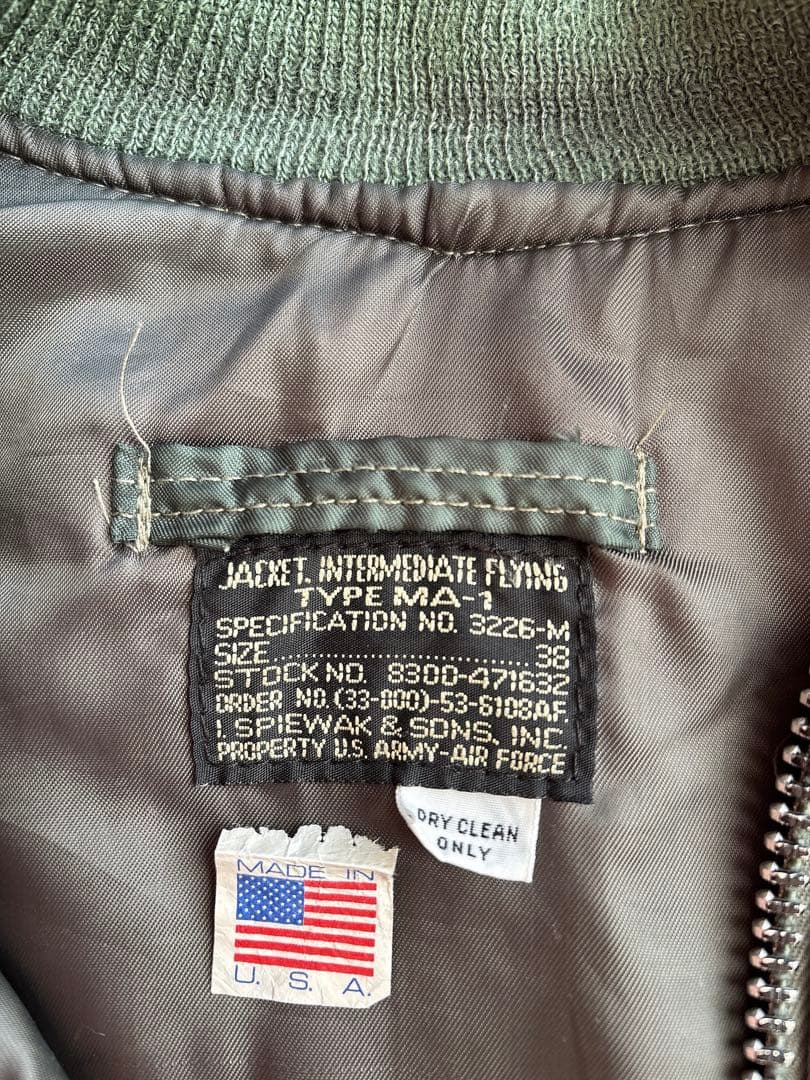 JACKET, INTERMEDIATE FLYING
TYPE MA-1
SPECIFICATION NO. 3226-M
SIZE..............................38
STOCK NO. 8300-471632
ORDER NO.(33-000)-53-6108AF.
I. SPIEWAK & SONS, INC.
PROPERTY U.S. ARMY-AIR FORCE
DRY CLEAN
ONLY
MADE IN
U. S. A.